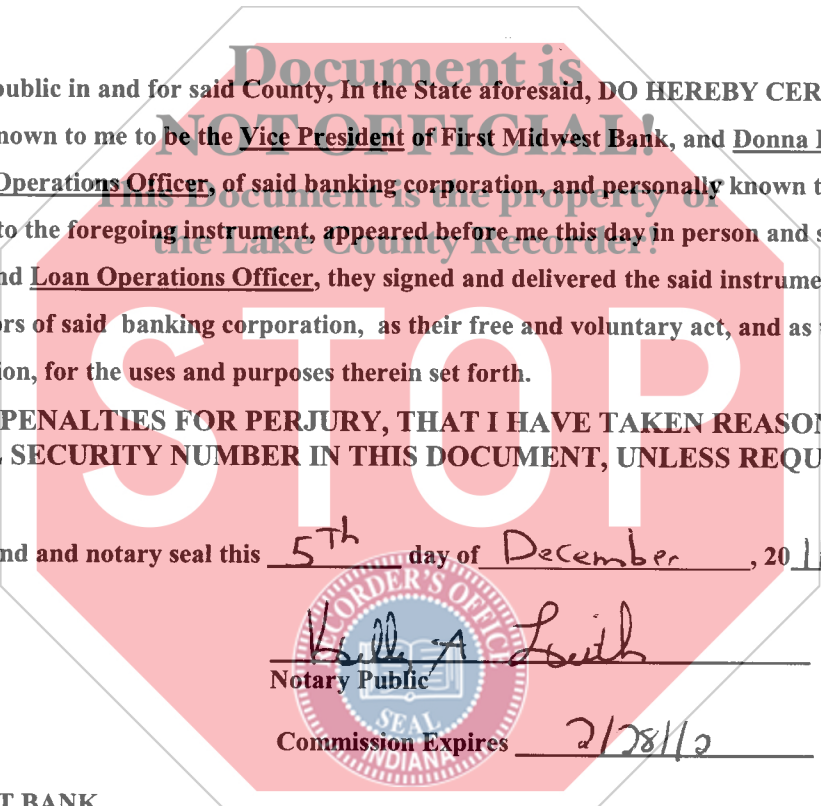 Document is
public in and for said County, In the State aforesaid, DO HEREBY CER
NOT OFFICIAL!
nown to me to be the Vice President of First Midwest Bank, and Donna
Operations Officer, of said banking corporation, and personally known t
This Document is the property of
to the foregoing instrument, appeared before me this day in person and s
the Lake County Recorder!
nd Loan Operations Officer, they signed and delivered the said instrume
ors of said banking corporation, as their free and voluntary act, and as
ion, for the uses and purposes therein set forth.
STOP
PENALTIES FOR PERJURY, THAT I HAVE TAKEN REASON
SECURITY NUMBER IN THIS DOCUMENT, UNLESS REQU
nd and notary seal this 5Th day of December, 201
RECORDER'S OFFICE
Kelly A
Notary Public
SEAL
INDIANA
Commission Expires 2/28/12
T BANK